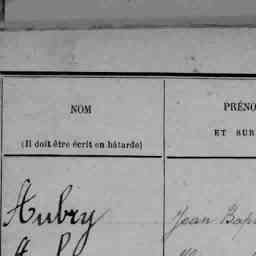 NOM
PRÉNO
ET SUR
(Il doit être écrit en bâtarde)
Aubry
Jean Bap